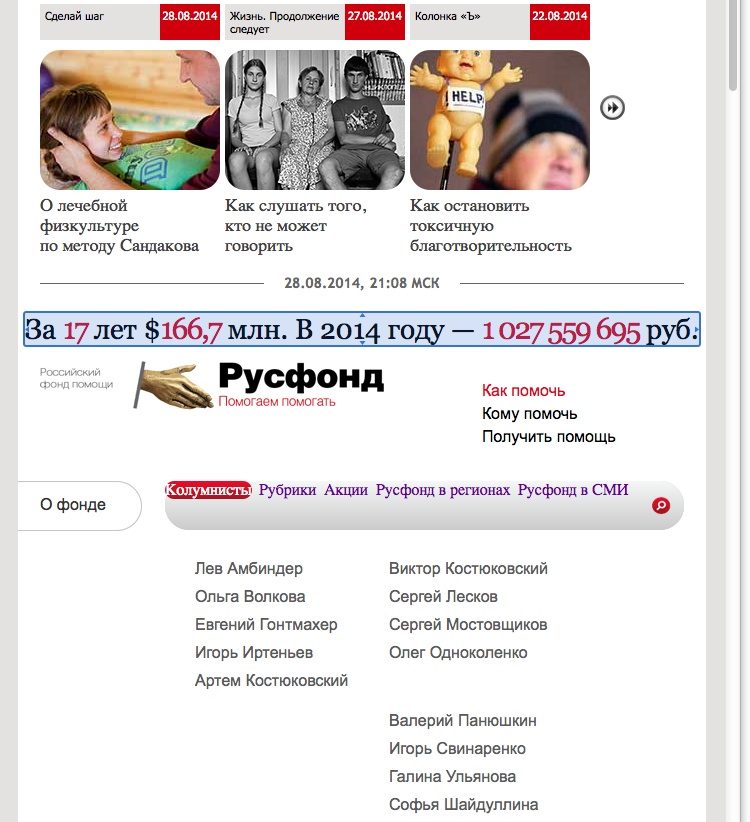 Сделай шаг
28.08.2014
Жизнь. Продолжение
следует
27.08.2014
Колонка «Ъ»
22.08.2014
HELP!
О лечебной
физкультуре
по методу Сандакова
Как слушать того,
кто не может
говорить
Как остановить
токсичную
благотворительность
28.08.2014, 21:08 МСК
За 17 лет $166,7 млн. В 2014 году — 1 027 559 695 руб.
Российский
фонд помощи
Русфонд
Помогаем помогать
Как помочь
Кому помочь
Получить помощь
О фонде
Колумнисты Рубрики Акции Русфонд в регионах Русфонд в СМИ
Лев Амбиндер
Ольга Волкова
Евгений Гонтмахер
Игорь Иртеньев
Артем Костюковский
Виктор Костюковский
Сергей Лесков
Сергей Мостовщиков
Олег Одноколенко
Валерий Панюшкин
Игорь Свинаренко
Галина Ульянова
Софья Шайдуллина